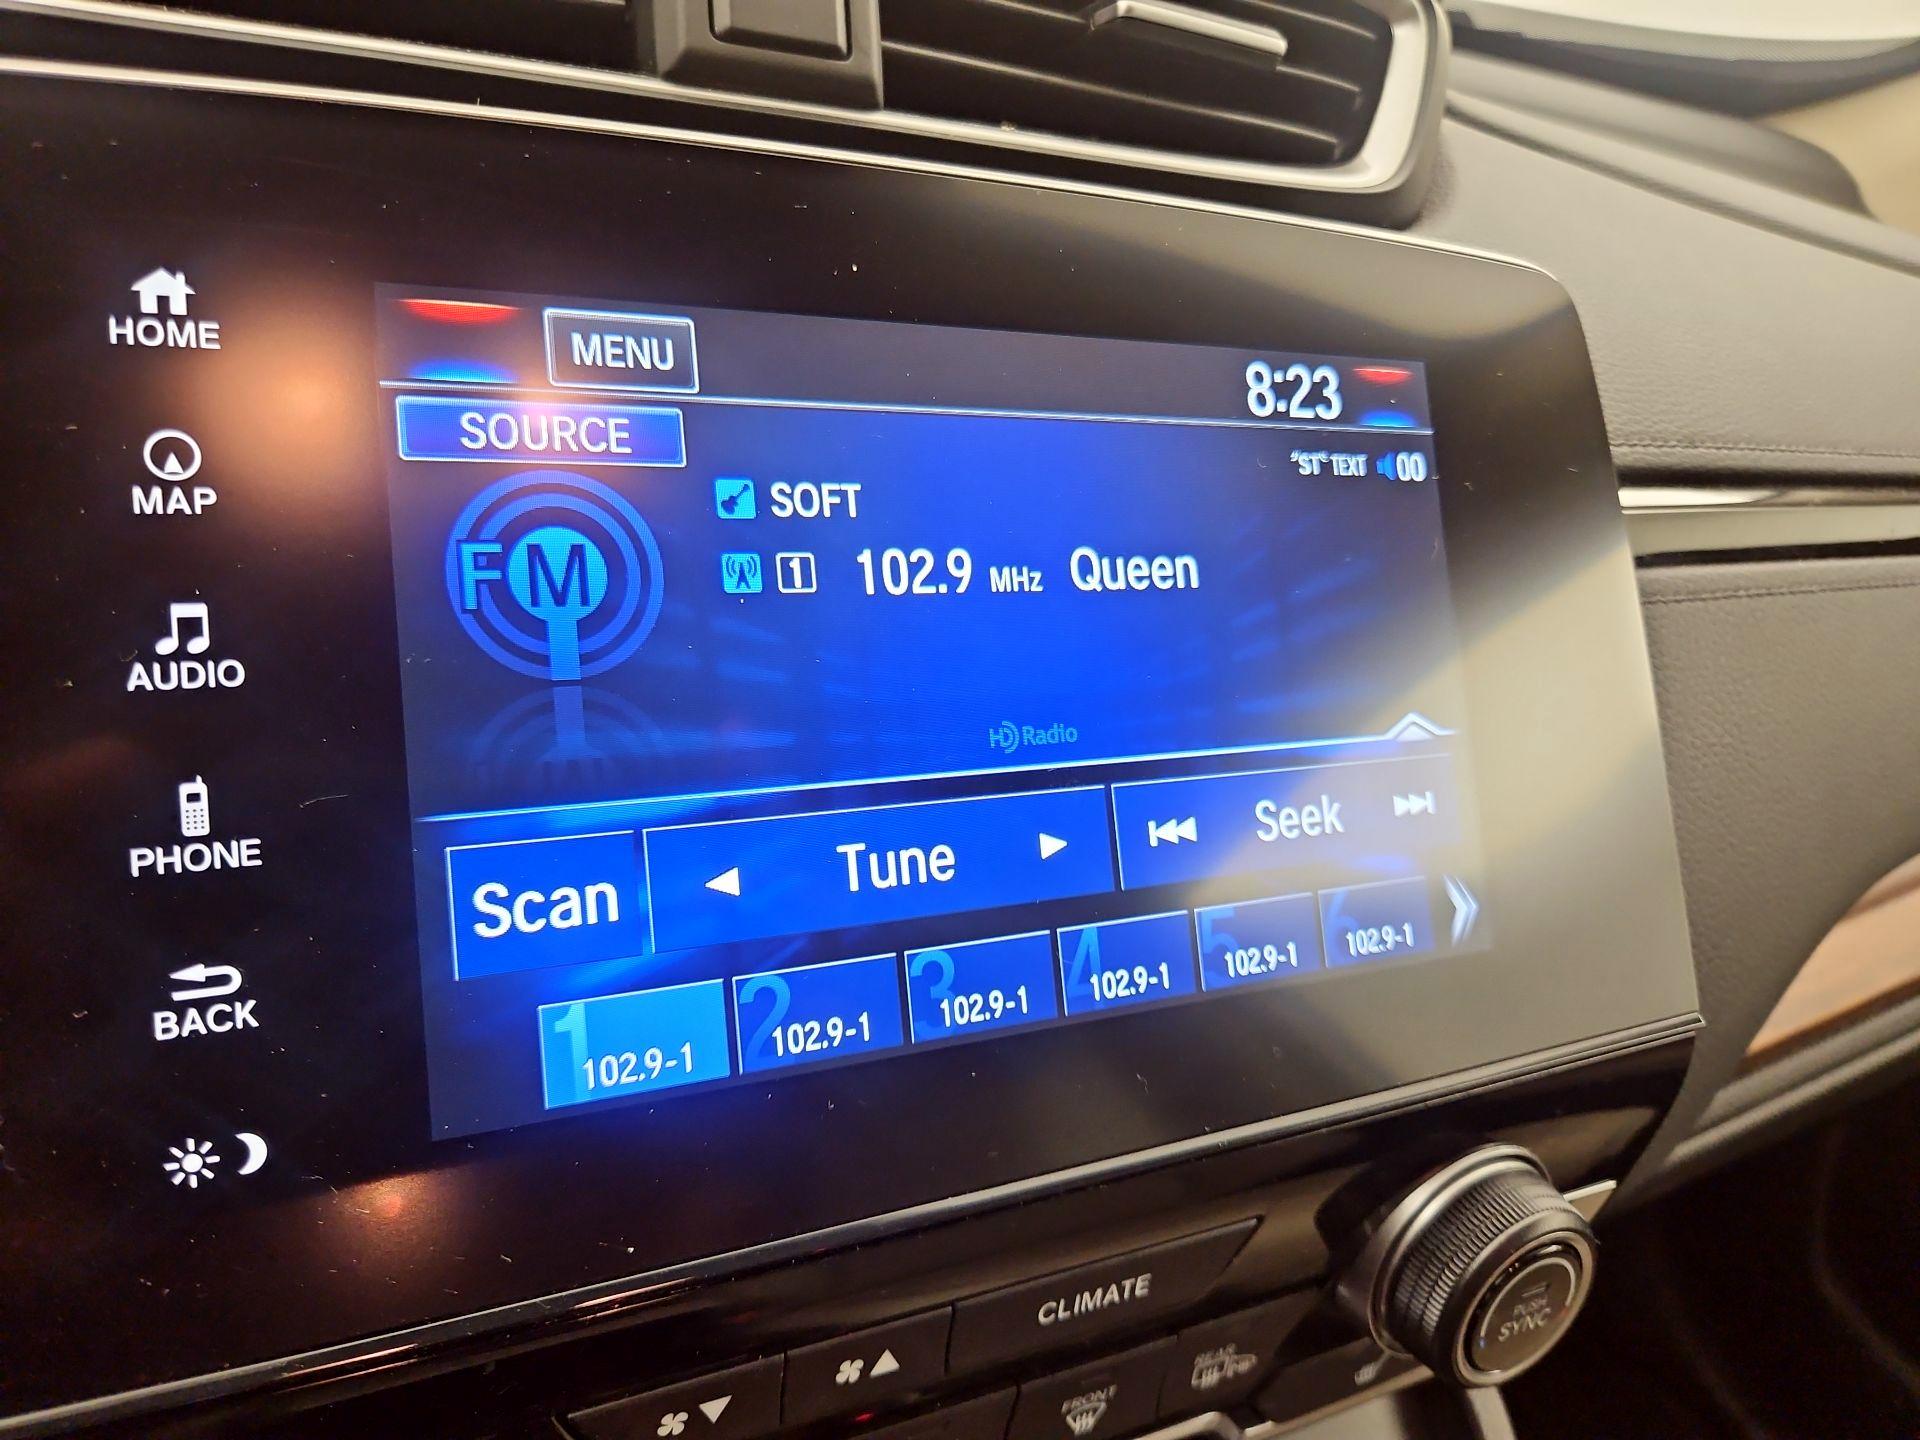 HOME
MENU
8:23
SOURCE
MAP
"ST" TEXT 00
SOFT
FM
1 102.9 MHz Queen
AUDIO
HD Radio
PHONE
Scan
Tune
Seek
1 102.9-1
2 102.9-1
3 102.9-1
4 102.9-1
5 102.9-1
6 102.9-1
BACK
CLIMATE
PUSH
SYNC
FRONT
REAR